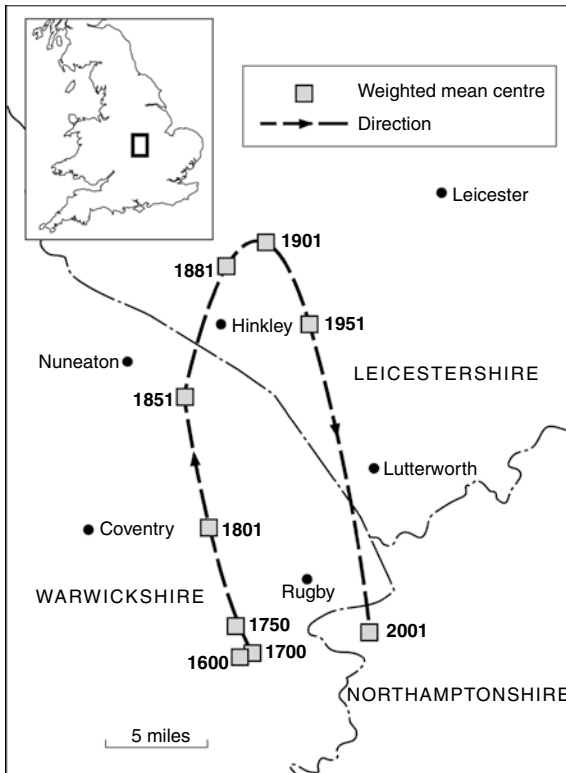 Weighted mean centre
Direction
Leicester
1901
1881
Hinkley
1951
Nuneaton
LEICESTERSHIRE
1851
Lutterworth
Coventry
1801
Rugby
WARWICKSHIRE
1750
2001
1700
1600
NORTHAMPTONSHIRE
5 miles